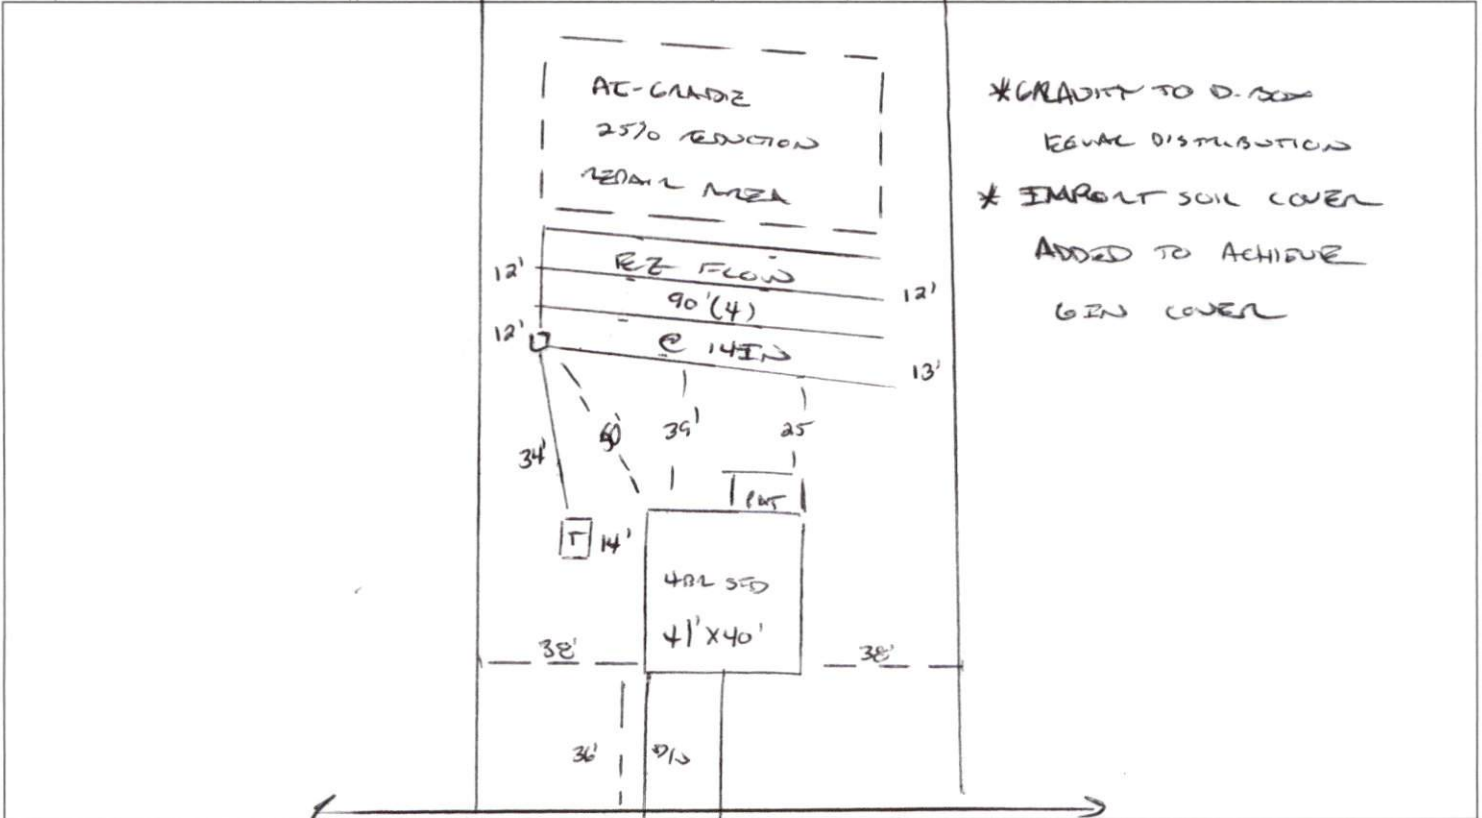 AT-GRADE
25% REDUCTION
REPAIR AREA
*GRAVITY TO D-BOX
EQUAL DISTRIBUTION
* IMPORT SOIL COVER
ADDED TO ACHIEVE
6IN COVER
12'
EZ FLOW
12'
90'(4)
12'
@ 14IN
13'
34'
60'
39'
25
PAT
T
14'
4BR SFD
41'X40'
38'
38'
36'
D/W